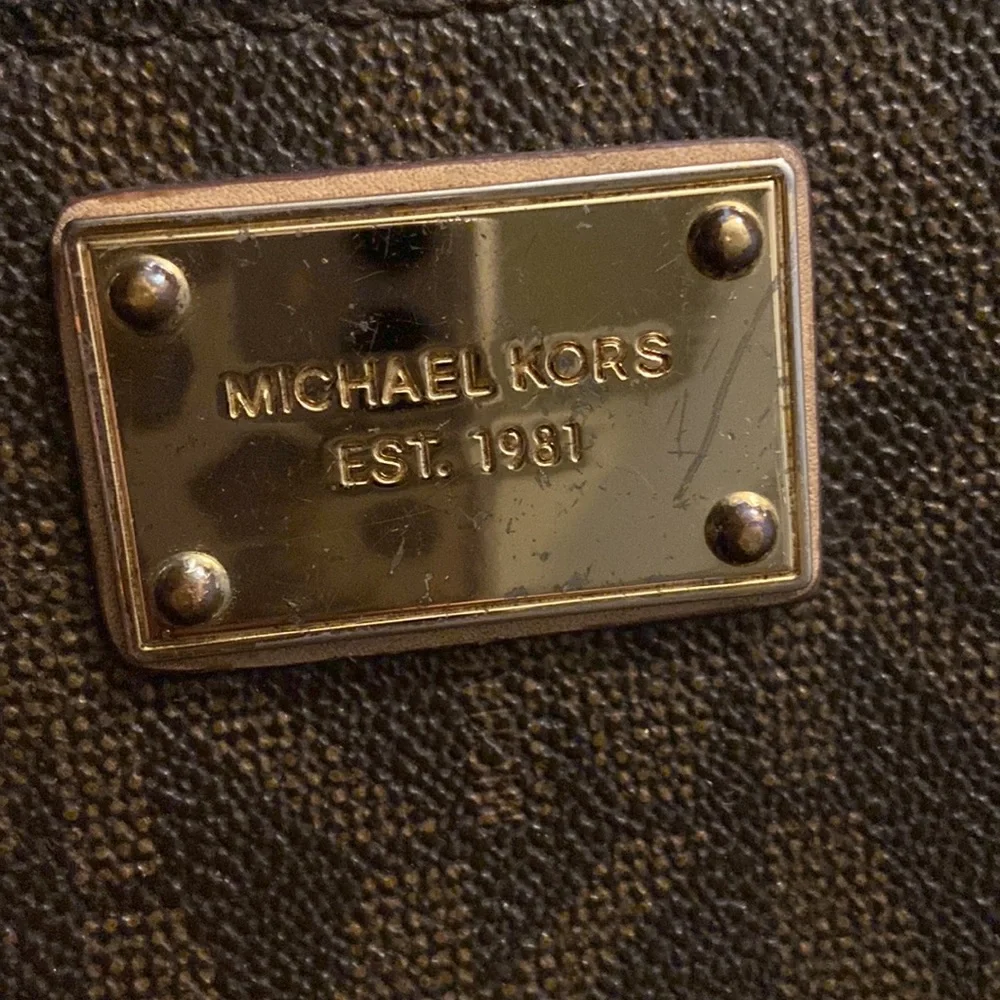 MICHAEL KORS
EST. 1981